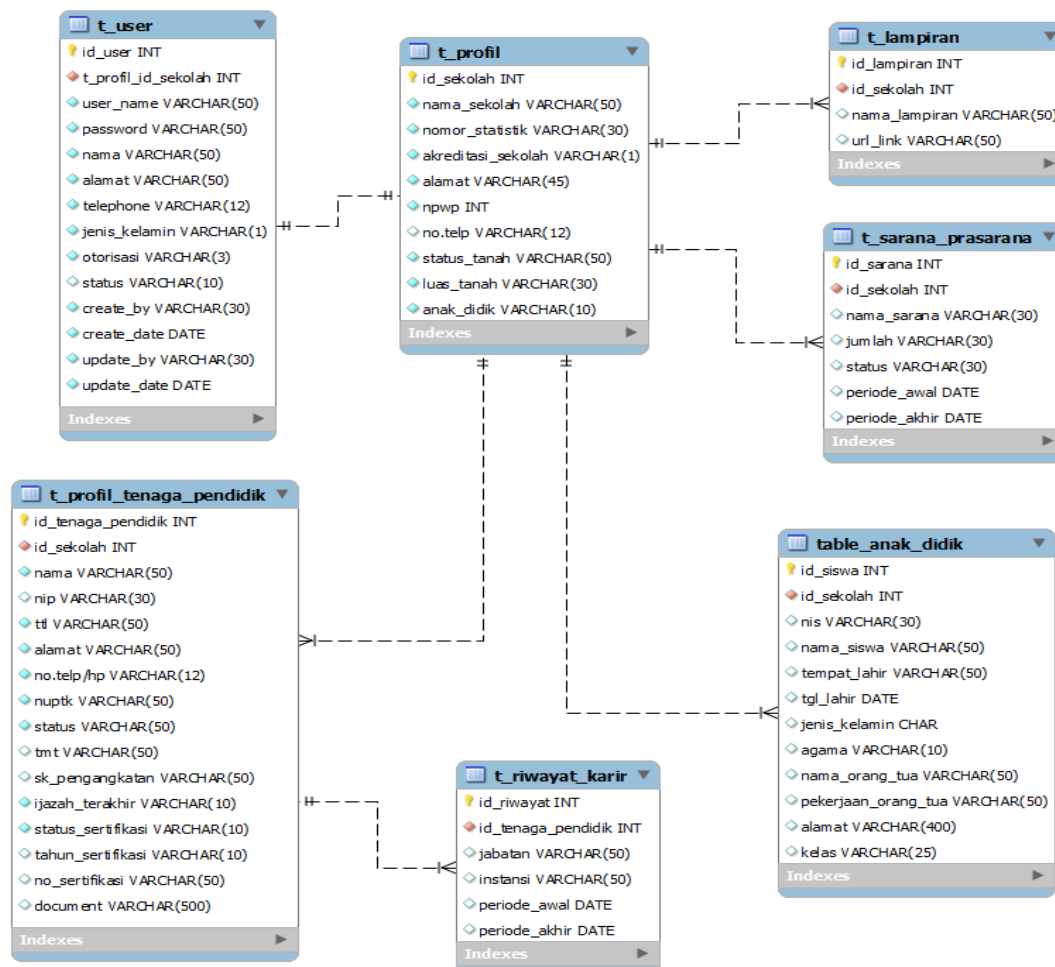 t_user
id_user INT
t_profil_id_sekolah INT
user_name VARCHAR(50)
password VARCHAR(50)
nama VARCHAR(50)
alamat VARCHAR(50)
telephone VARCHAR(12)
jenis_kelamin VARCHAR(1)
otorisasi VARCHAR(3)
status VARCHAR(10)
create_by VARCHAR(30)
create_date DATE
update_by VARCHAR(30)
update_date DATE
Indexes
t_profil
id_sekolah INT
nama_sekolah VARCHAR(50)
nomor_statistik VARCHAR(30)
akreditasi_sekolah VARCHAR(1)
alamat VARCHAR(45)
npwp INT
no.telp VARCHAR(12)
status_tanah VARCHAR(50)
luas_tanah VARCHAR(30)
anak_didik VARCHAR(10)
Indexes
t_lampiran
id_lampiran INT
id_sekolah INT
nama_lampiran VARCHAR(50)
url_link VARCHAR(50)
Indexes
t_sarana_prasarana
id_sarana INT
id_sekolah INT
nama_sarana VARCHAR(30)
jumlah VARCHAR(30)
status VARCHAR(30)
periode_awal DATE
periode_akhir DATE
Indexes
t_profil_tenaga_pendidik
id_tenaga_pendidik INT
id_sekolah INT
nama VARCHAR(50)
nip VARCHAR(30)
ttl VARCHAR(50)
alamat VARCHAR(50)
no.telp/hp VARCHAR(12)
nuptk VARCHAR(50)
status VARCHAR(50)
tmt VARCHAR(50)
sk_pengangkatan VARCHAR(50)
ijazah_terakhir VARCHAR(10)
status_sertifikasi VARCHAR(10)
tahun_sertifikasi VARCHAR(10)
no_sertifikasi VARCHAR(50)
document VARCHAR(500)
Indexes
t_riwayat_karir
id_riwayat INT
id_tenaga_pendidik INT
jabatan VARCHAR(50)
instansi VARCHAR(50)
periode_awal DATE
periode_akhir DATE
Indexes
table_anak_didik
id_siswa INT
id_sekolah INT
nis VARCHAR(30)
nama_siswa VARCHAR(50)
tempat_lahir VARCHAR(50)
tgl_lahir DATE
jenis_kelamin CHAR
agama VARCHAR(10)
nama_orang_tua VARCHAR(50)
pekerjaan_orang_tua VARCHAR(50)
alamat VARCHAR(400)
kelas VARCHAR(25)
Indexes